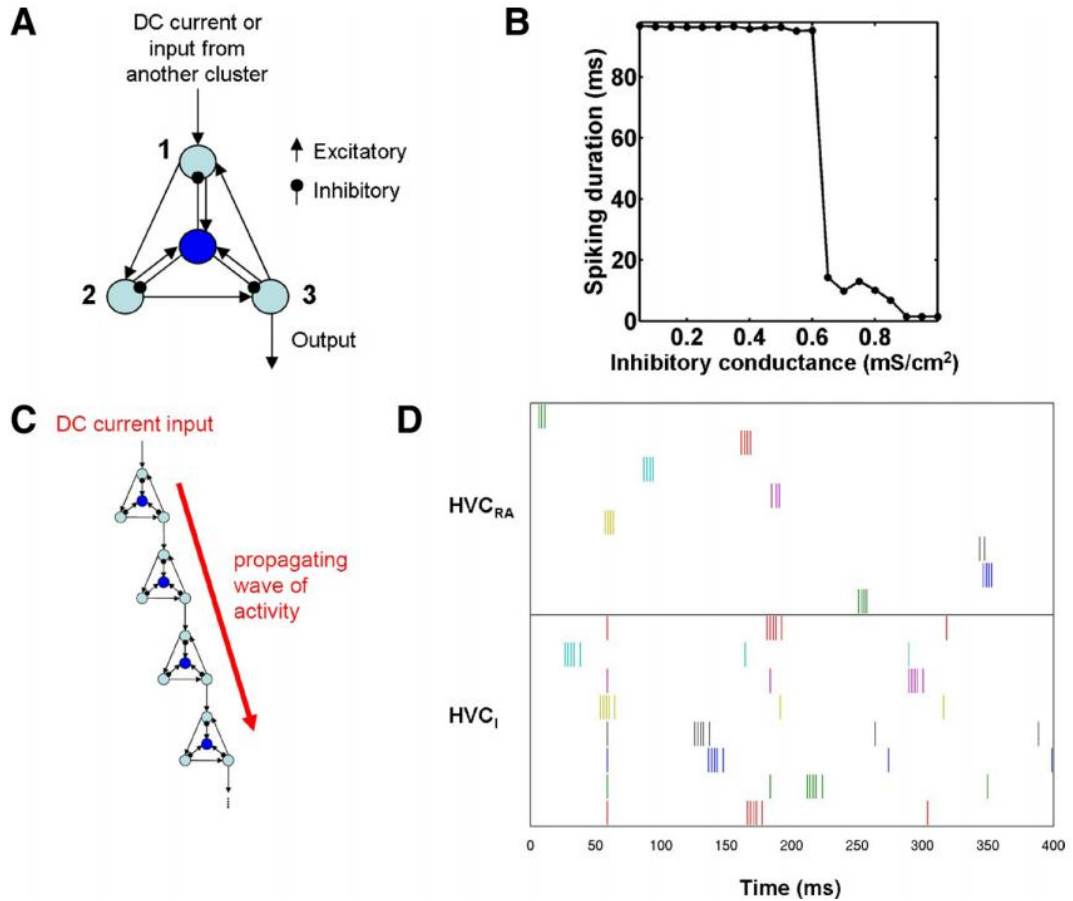 A
DC current or
input from
another cluster
1
Excitatory
Inhibitory
2
3
Output
B
Spiking duration (ms)
80
60
40
20
0
0.2 0.4 0.6 0.8
Inhibitory conductance (mS/cm²)
C
DC current input
propagating
wave of
activity
D
HVC_RA
HVC_I
0 50 100 150 200 250 300 350 400
Time (ms)